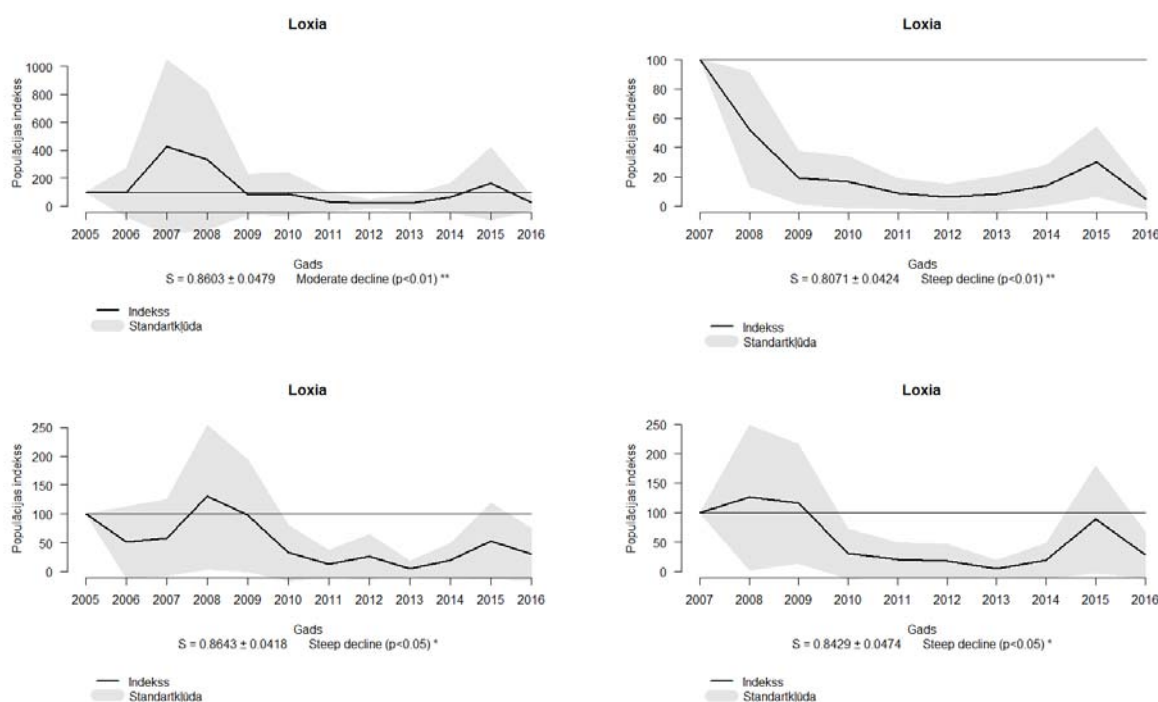 Loxia
Populācijas indekss
1000
800
600
400
200
0
2005 2006 2007 2008 2009 2010 2011 2012 2013 2014 2015 2016
Gads
S = 0.8603 ± 0.0479 Moderate decline (p<0.01) **
Indekss
Standartkļūda
Loxia
Populācijas indekss
100
80
60
40
20
0
2007 2008 2009 2010 2011 2012 2013 2014 2015 2016
Gads
S = 0.8071 ± 0.0424 Steep decline (p<0.01) **
Indekss
Standartkļūda
Loxia
Populācijas indekss
250
200
150
100
50
0
2005 2006 2007 2008 2009 2010 2011 2012 2013 2014 2015 2016
Gads
S = 0.8643 ± 0.0418 Steep decline (p<0.05) *
Indekss
Standartkļūda
Loxia
Populācijas indekss
250
200
150
100
50
0
2007 2008 2009 2010 2011 2012 2013 2014 2015 2016
Gads
S = 0.8429 ± 0.0474 Steep decline (p<0.05) *
Indekss
Standartkļūda